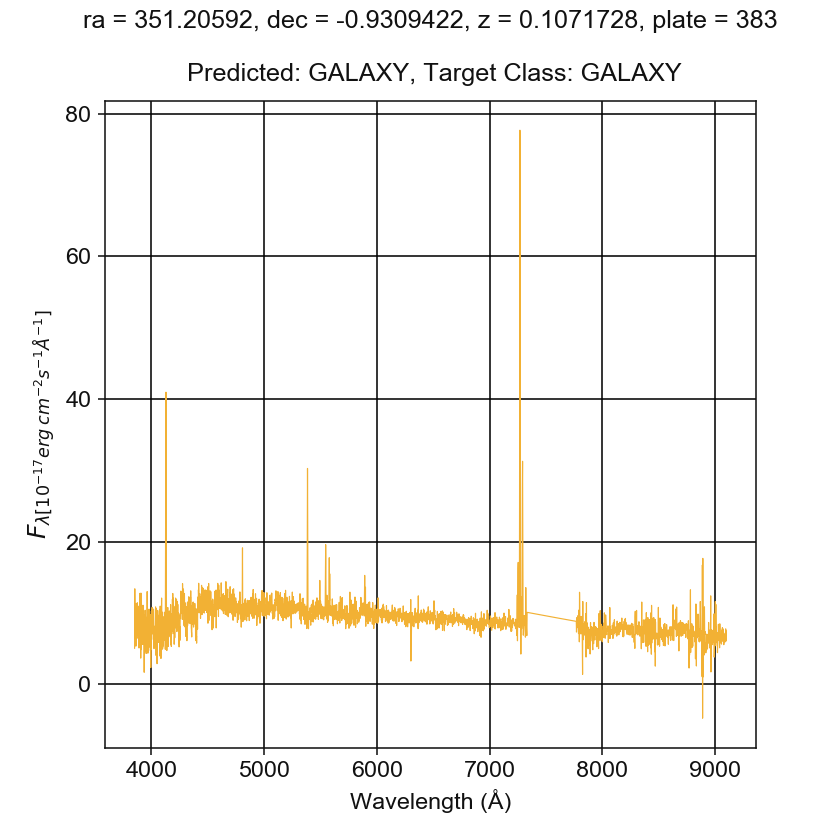 ra = 351.20592, dec = -0.9309422, z = 0.1071728, plate = 383
Predicted: GALAXY, Target Class: GALAXY
80
60
40
20
0
F_{λ[10^{−17} erg cm^{−2} s^{−1} Å^{−1}]}
4000 5000 6000 7000 8000 9000
Wavelength (Å)